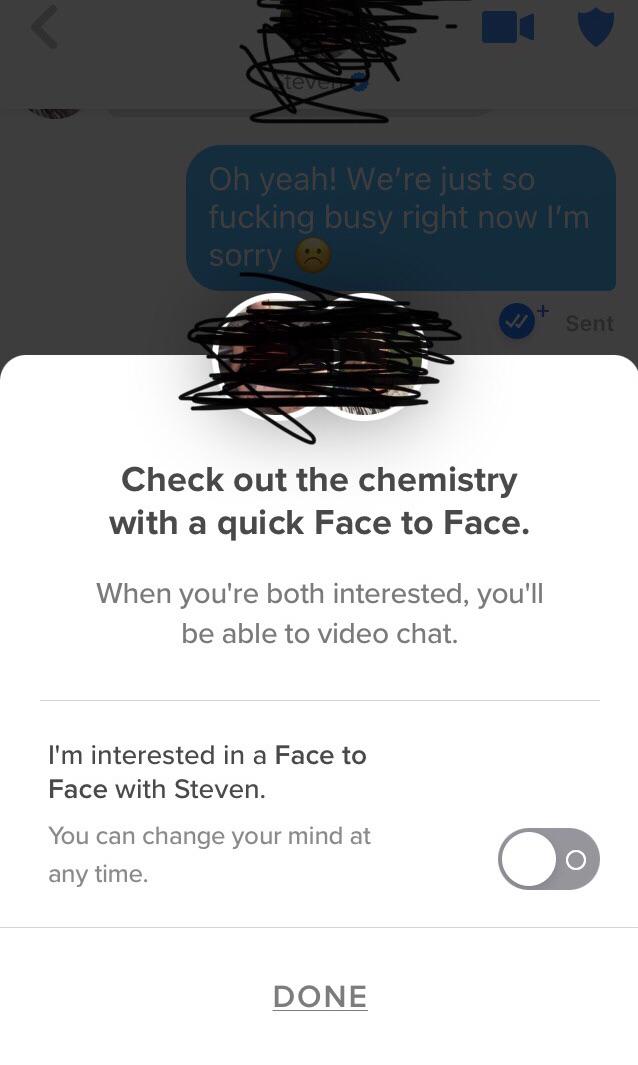 Steven
Oh yeah! We're just so
fucking busy right now I'm
sorry ☹️
Sent
Check out the chemistry
with a quick Face to Face.
When you're both interested, you'll
be able to video chat.
I'm interested in a Face to
Face with Steven.
You can change your mind at
any time.
DONE